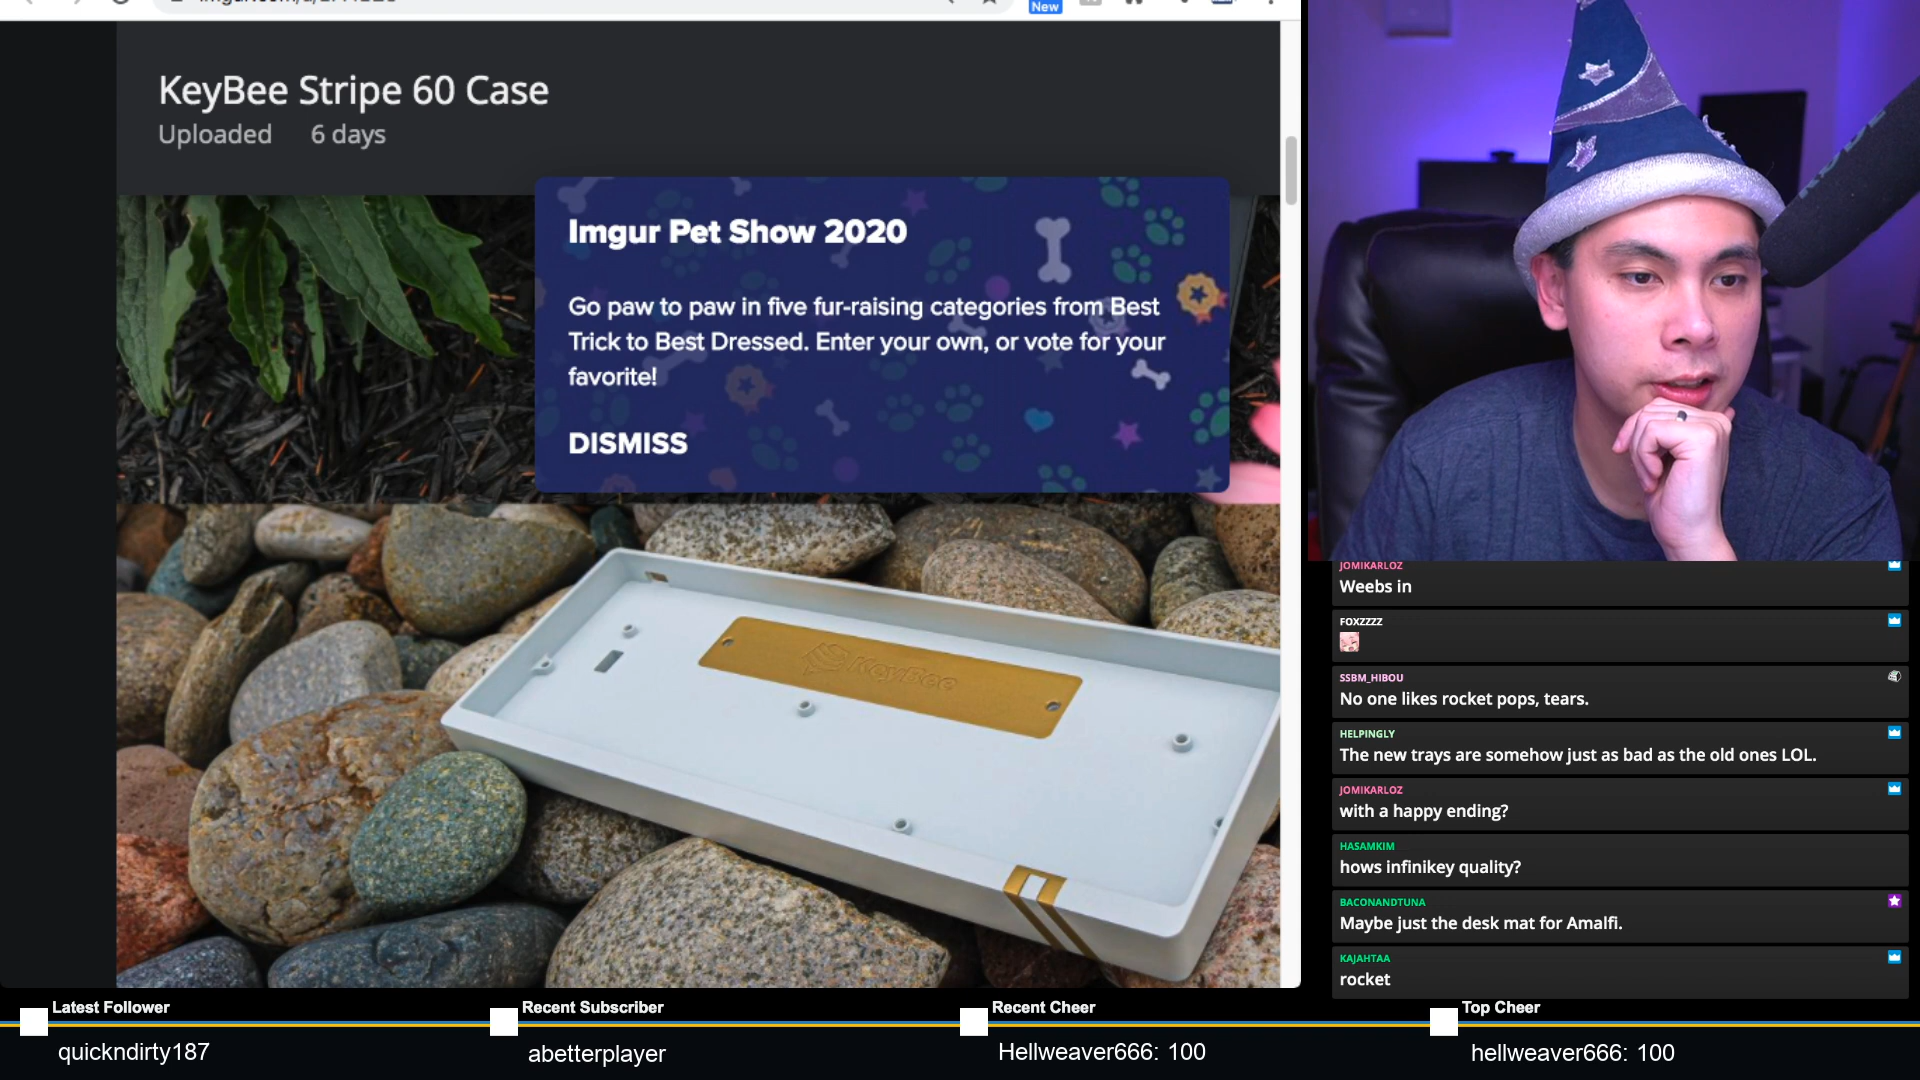 New
KeyBee Stripe 60 Case
Uploaded 6 days
Imgur Pet Show 2020
Go paw to paw in five fur-raising categories from Best
Trick to Best Dressed. Enter your own, or vote for your
favorite!
DISMISS
KeyBee
JOMIKARLOZ
Weebs in
FOXZZZZ
SSBM_HIBOU
No one likes rocket pops, tears.
HELPINGLY
The new trays are somehow just as bad as the old ones LOL.
JOMIKARLOZ
with a happy ending?
HASAMKIM
hows infinikey quality?
BACONANDTUNA
Maybe just the desk mat for Amalfi.
KAJAHTAA
rocket
Latest Follower
quickndirty187
Recent Subscriber
abetterplayer
Recent Cheer
Hellweaver666: 100
Top Cheer
hellweaver666: 100